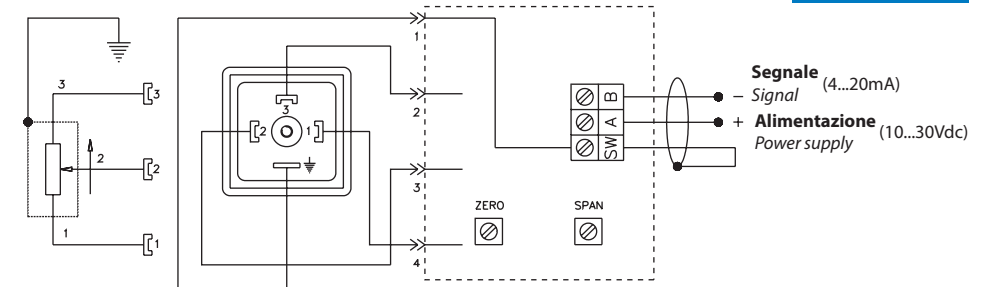 3
2
1
3
2
1
3
2
1
1
2
3
4
B
A
SW
ZERO
SPAN
Segnale (4...20mA)
– Signal
+ Alimentazione (10...30Vdc)
Power supply